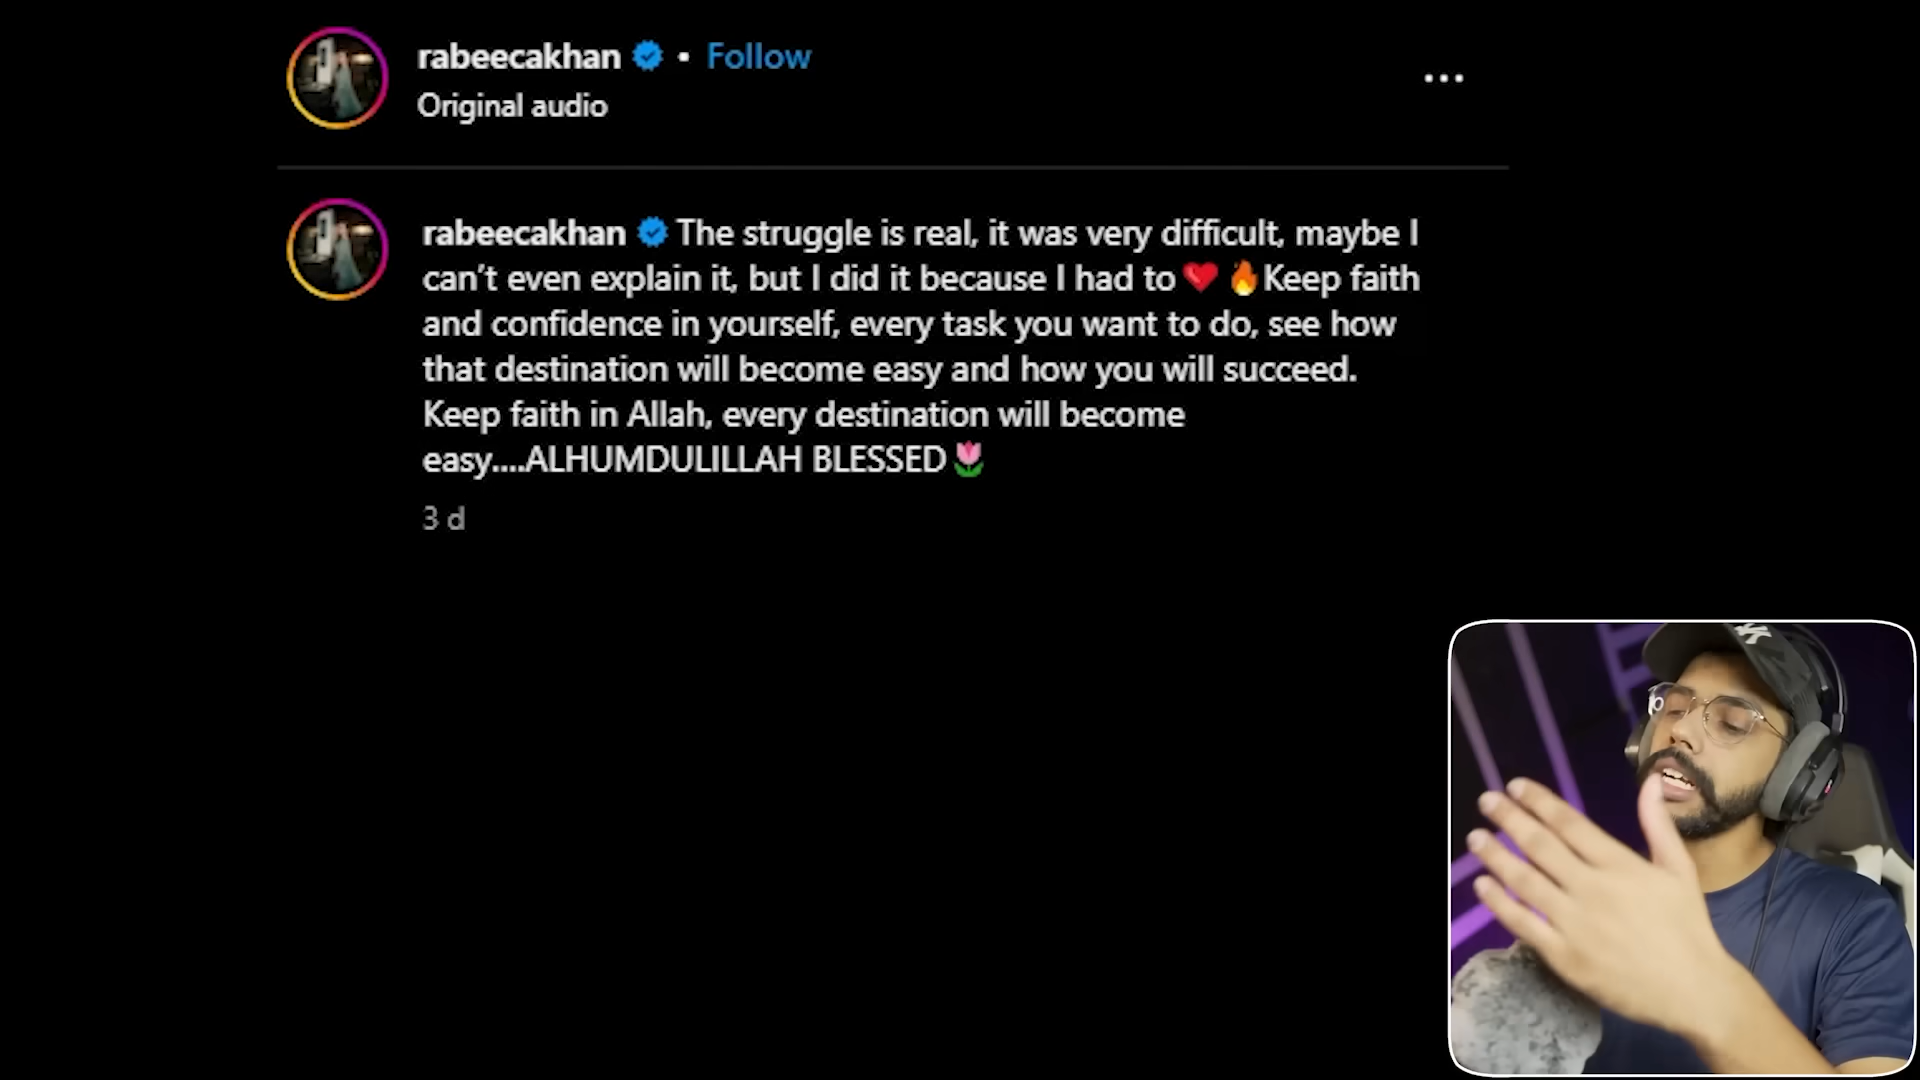 rabeecakhan • Follow
Original audio
...
rabeecakhan The struggle is real, it was very difficult, maybe I
can't even explain it, but I did it because I had to ❤️ 🔥Keep faith
and confidence in yourself, every task you want to do, see how
that destination will become easy and how you will succeed.
Keep faith in Allah, every destination will become
easy....ALHUMDULILLAH BLESSED🌷
3 d